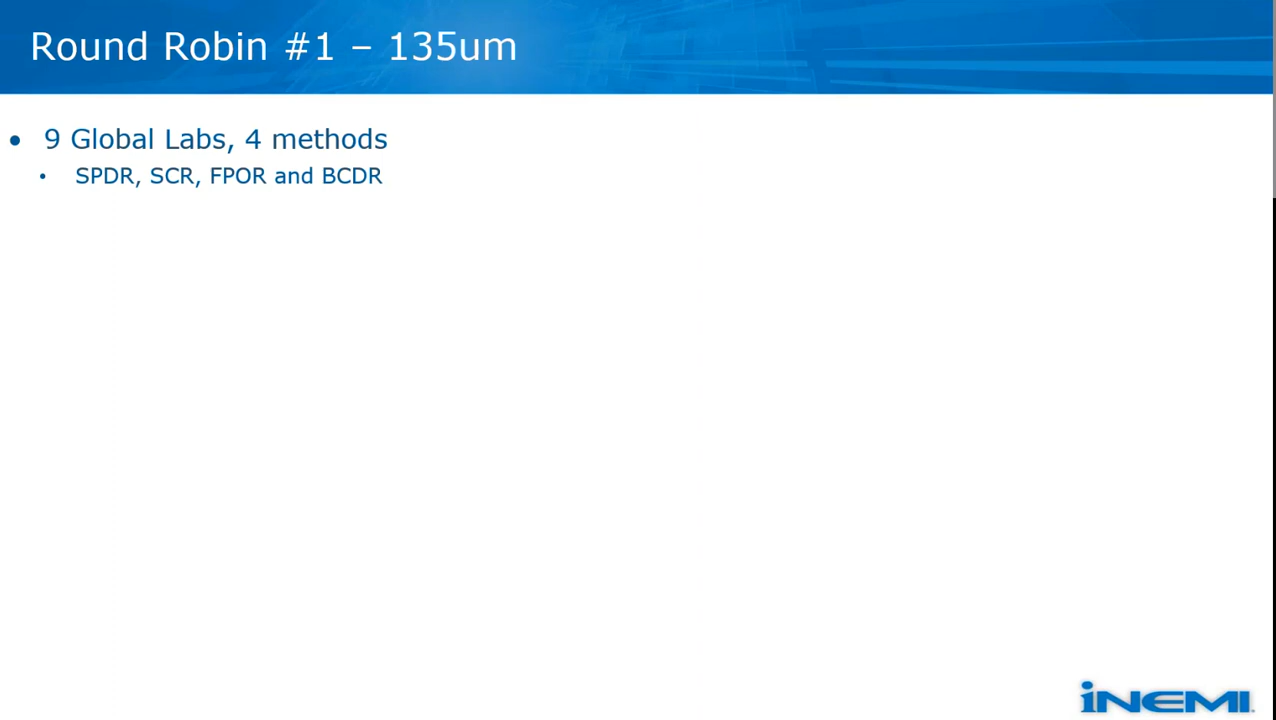 Round Robin #1 – 135um
• 9 Global Labs, 4 methods
• SPDR, SCR, FPOR and BCDR
iNEMI.